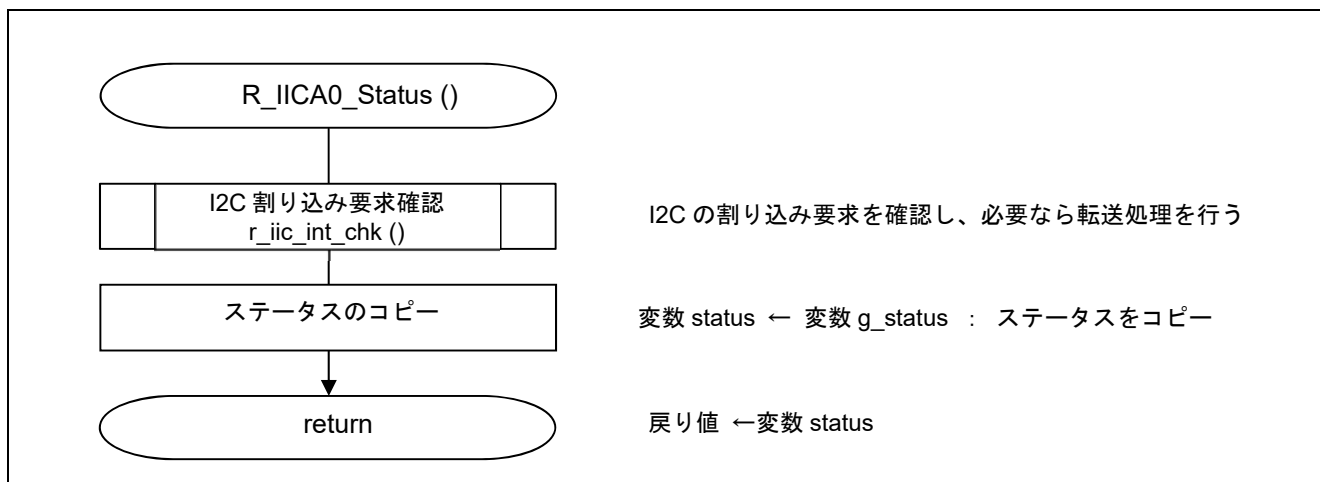 R_IICA0_Status ()
I2C 割り込み要求確認
r_iic_int_chk ()
I2C の割り込み要求を確認し、必要なら転送処理を行う
ステータスのコピー
変数 status ← 変数 g_status ： ステータスをコピー
return
戻り値 ←変数 status